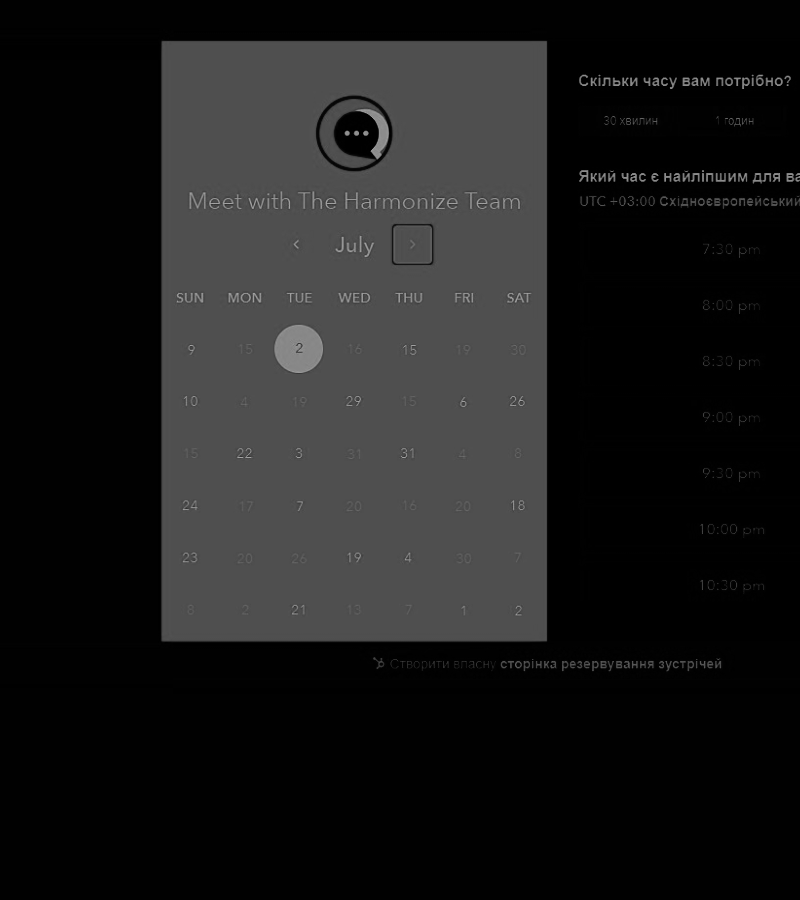 Meet with The Harmonize Team
July
SUN MON TUE WED THU FRI SAT
9 15 2 16 15 19 30
10 4 19 29 15 6 26
15 22 3 31 31 4 8
24 17 7 20 16 20 18
23 20 26 19 4 30 7
8 2 21 13 7 1 2
Скільки часу вам потрібно?
30 хвилин 1 годин
Який час є найліпшим для ва
UTC +03:00 Східноєвропейський
7:30 pm
8:00 pm
8:30 pm
9:00 pm
9:30 pm
10:00 pm
10:30 pm
Створити власну сторінка резервування зустрічей